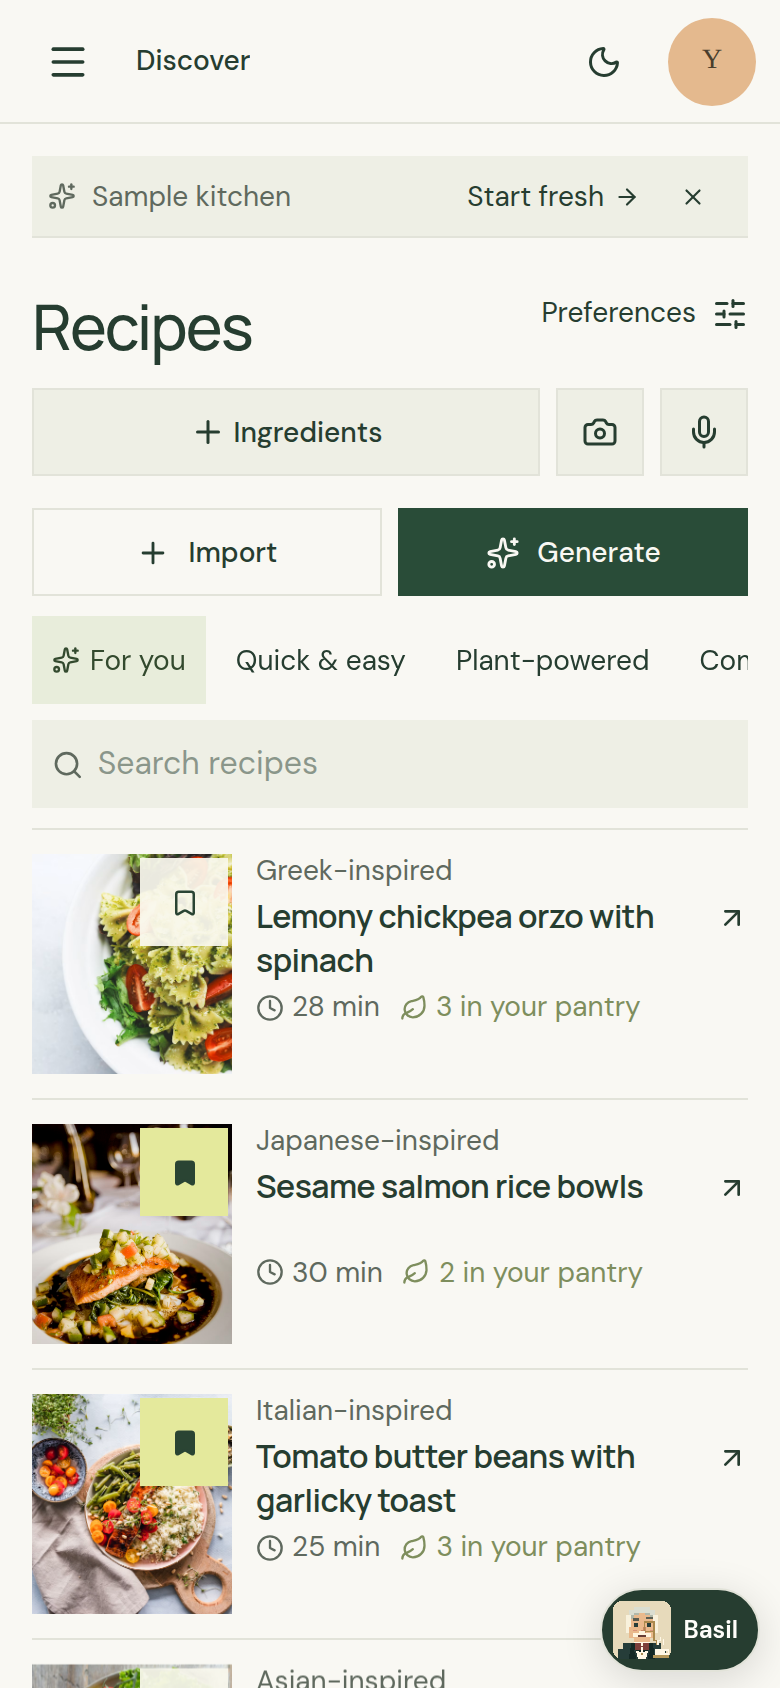 Discover
Y
Sample kitchen
Start fresh →
Recipes
Preferences
+ Ingredients
+ Import
Generate
For you
Quick & easy
Plant-powered
Search recipes
Greek-inspired
Lemony chickpea orzo with
spinach
28 min
3 in your pantry
Japanese-inspired
Sesame salmon rice bowls
30 min
2 in your pantry
Italian-inspired
Tomato butter beans with
garlicky toast
25 min
3 in your pantry
Basil
Asian-inspired